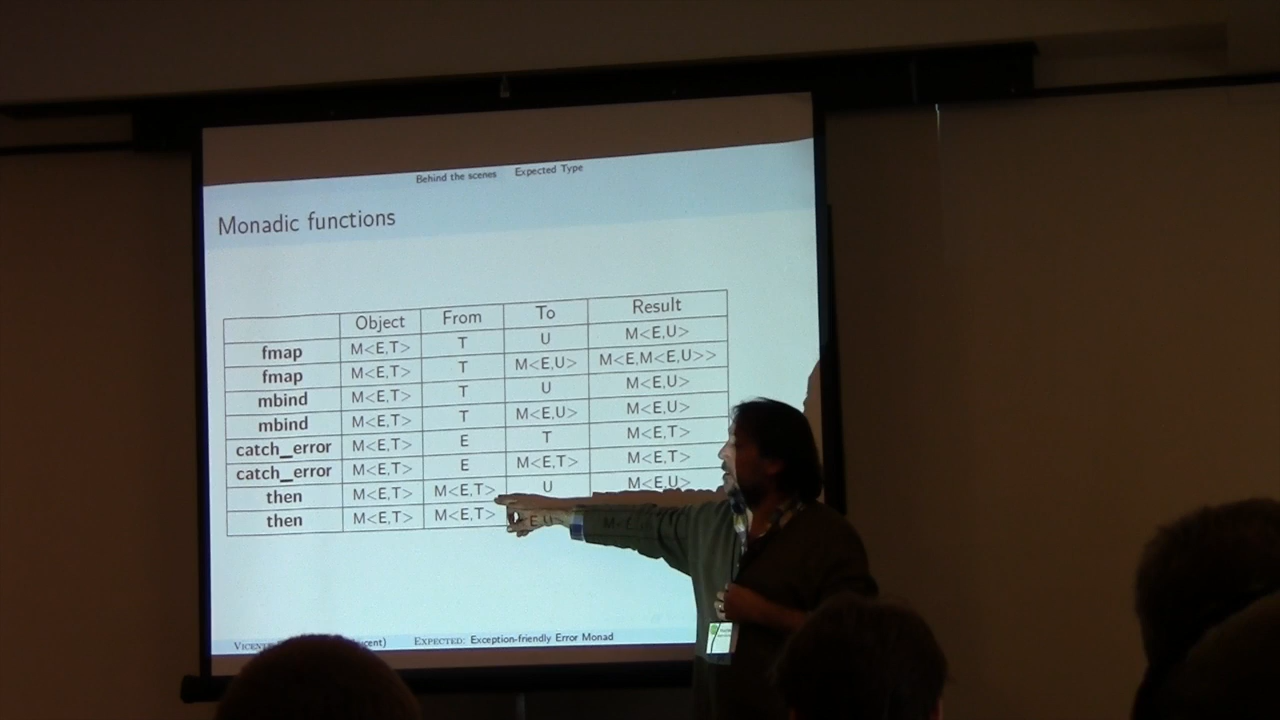 Behind the scenes Expected Type
Monadic functions
Object From To Result
fmap M<E,T> T U M<E,U>
fmap M<E,T> T M<E,U> M<E,M<E,U>>
mbind M<E,T> T U M<E,U>
mbind M<E,T> T M<E,U> M<E,U>
catch_error M<E,T> E T M<E,T>
catch_error M<E,T> E M<E,T> M<E,T>
then M<E,T> M<E,T> U M<E,U>
then M<E,T> M<E,T>
EXPECTED: Exception-friendly Error Monad